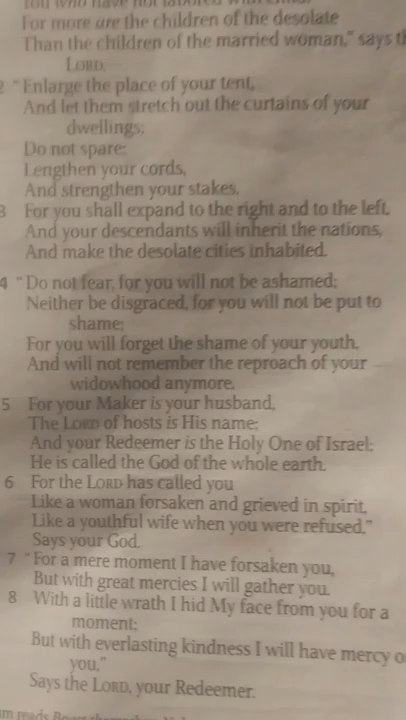 You who have not labored with child!
For more are the children of the desolate
Than the children of the married woman," says
LORD.
2 "Enlarge the place of your tent,
And let them stretch out the curtains of your
dwellings;
Do not spare;
Lengthen your cords,
And strengthen your stakes.
3 For you shall expand to the right and to the left,
And your descendants will inherit the nations,
And make the desolate cities inhabited.
4 "Do not fear, for you will not be ashamed;
Neither be disgraced, for you will not be put to
shame;
For you will forget the shame of your youth,
And will not remember the reproach of your
widowhood anymore.
5 For your Maker is your husband,
The LORD of hosts is His name;
And your Redeemer is the Holy One of Israel;
He is called the God of the whole earth.
6 For the LORD has called you
Like a woman forsaken and grieved in spirit,
Like a youthful wife when you were refused,"
Says your God.
7 "For a mere moment I have forsaken you,
But with great mercies I will gather you.
8 With a little wrath I hid My face from you for a
moment;
But with everlasting kindness I will have mercy o
you,"
Says the LORD, your Redeemer.